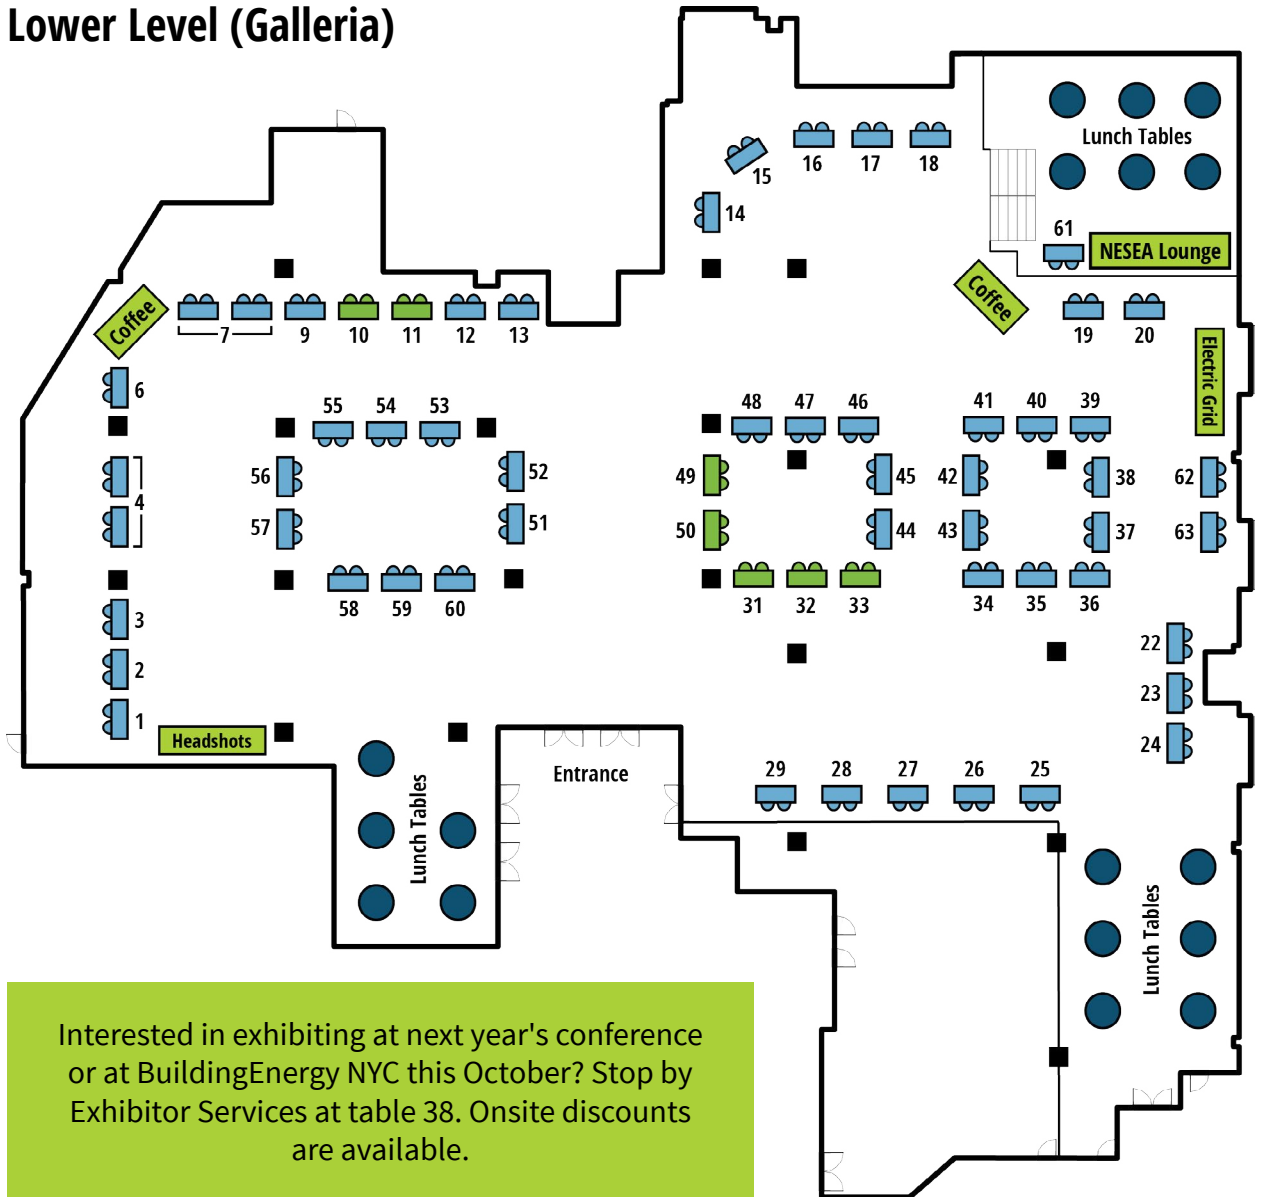 Lower Level (Galleria)
Lunch Tables
16 17 18
15
14
61
NESEA Lounge
Coffee
Coffee
7 9 10 11 12 13
19 20
Electric Grid
6
55 54 53
48 47 46
41 40 39
56 52
49 45 42 38 62
4
57 51
50 44 43 37 63
58 59 60
31 32 33
34 35 36
3
22
2
23
1
24
Headshots
Entrance
29 28 27 26 25
Lunch Tables
Lunch Tables
Interested in exhibiting at next year's conference
or at BuildingEnergy NYC this October? Stop by
Exhibitor Services at table 38. Onsite discounts
are available.